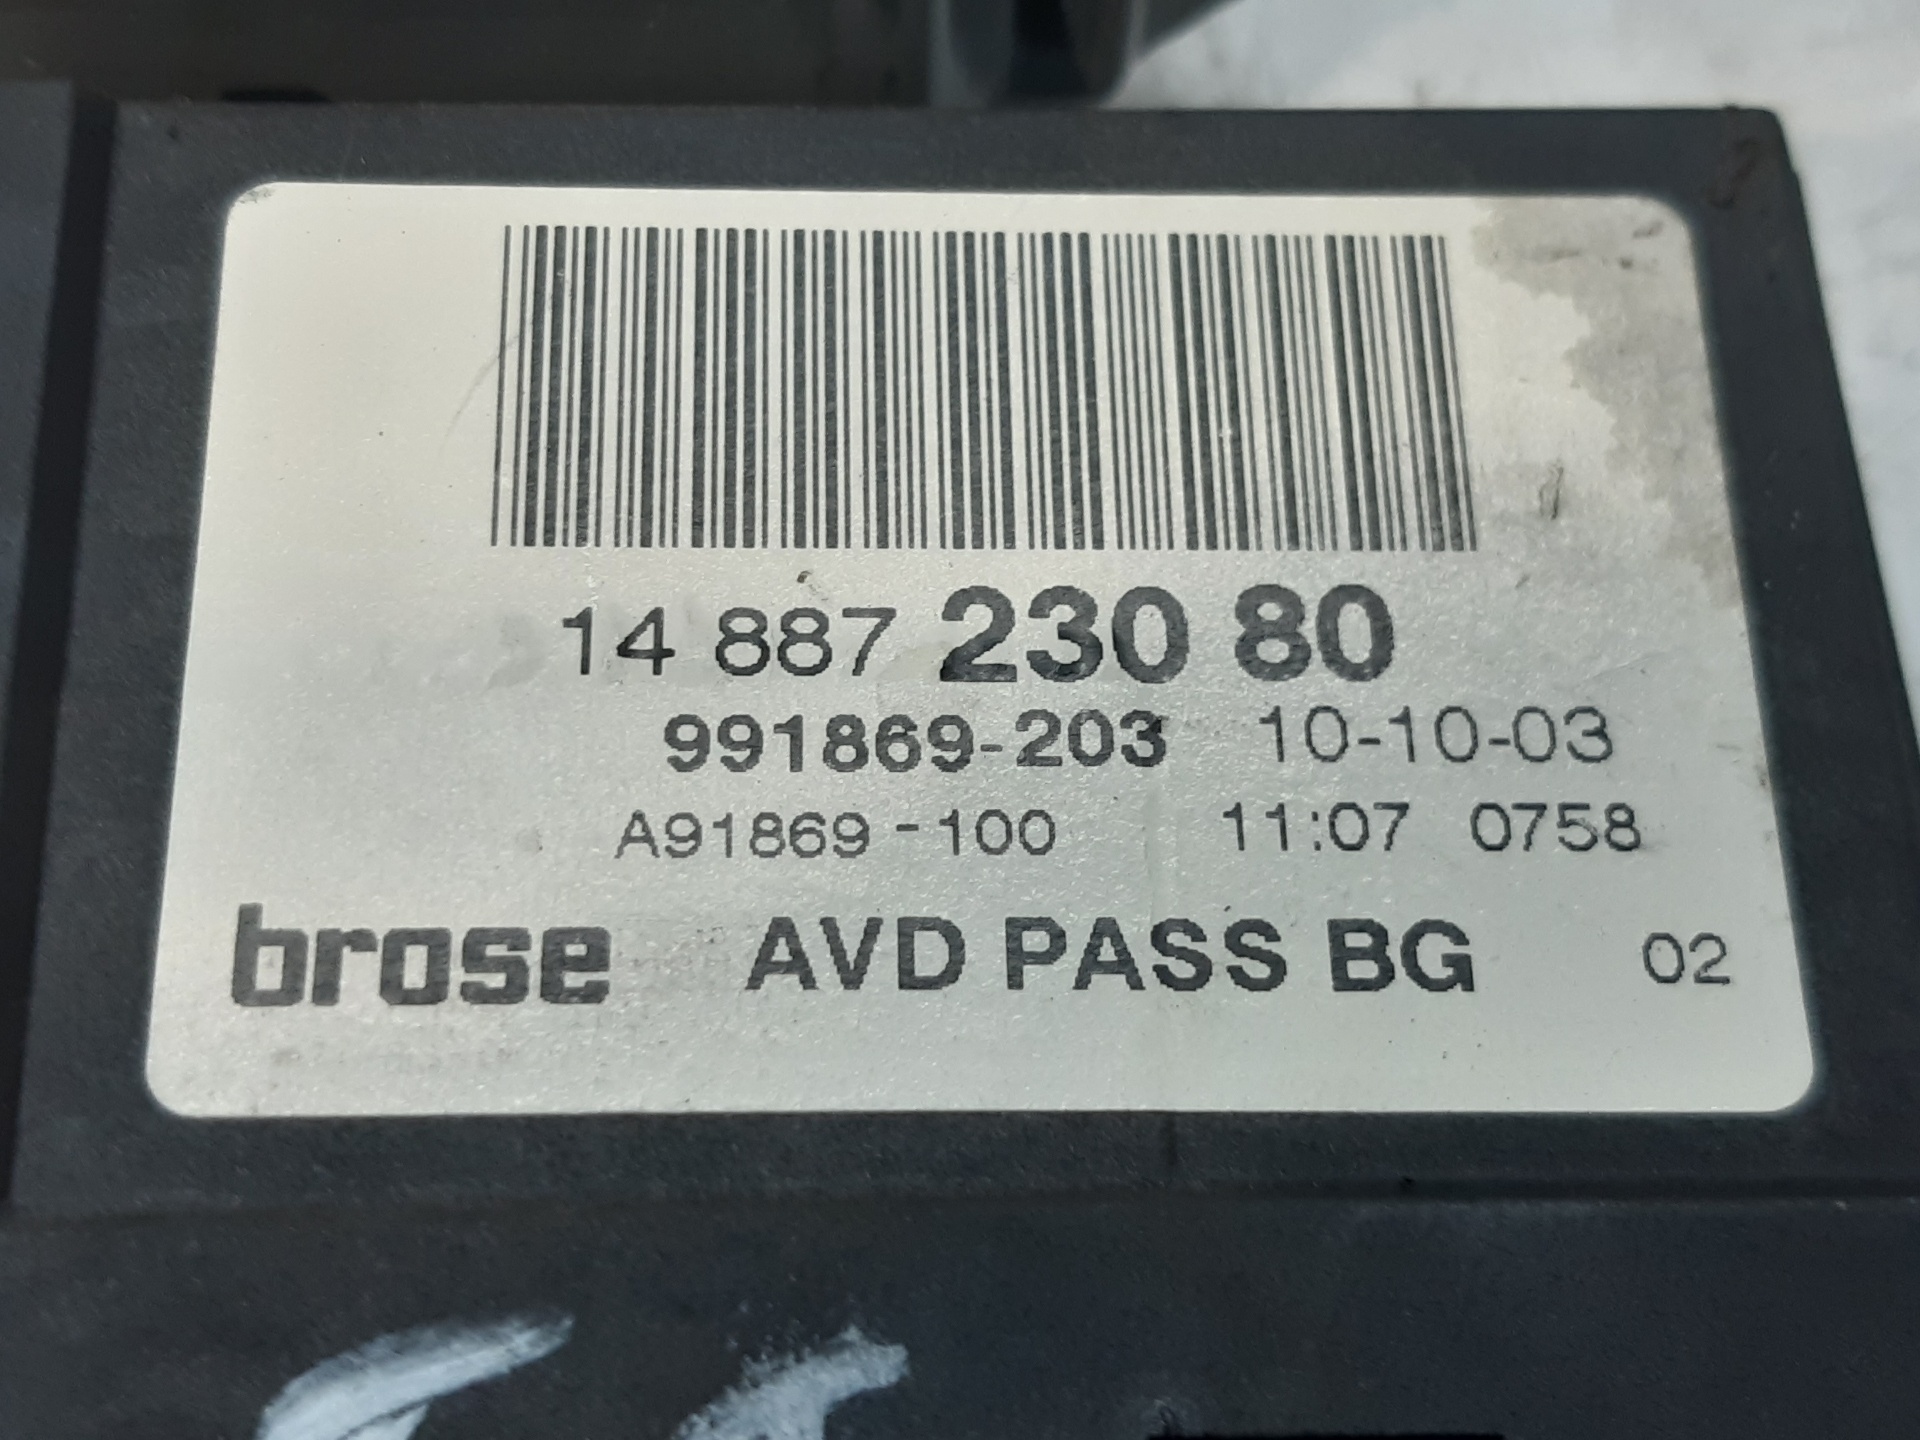 14 887 230 80
991869-203 10-10-03
A91869-100 11:07 0758
brose AVD PASS BG 02